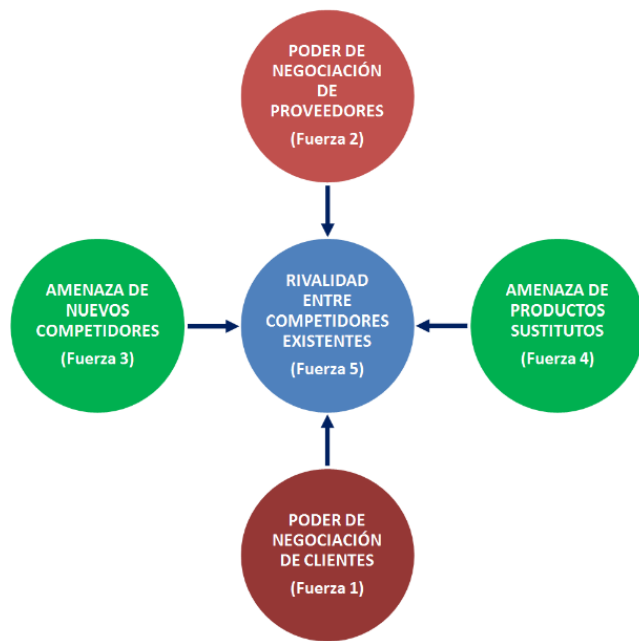 PODER DE
NEGOCIACIÓN
DE
PROVEEDORES
(Fuerza 2)
AMENAZA DE
NUEVOS
COMPETIDORES
(Fuerza 3)
RIVALIDAD
ENTRE
COMPETIDORES
EXISTENTES
(Fuerza 5)
AMENAZA DE
PRODUCTOS
SUSTITUTOS
(Fuerza 4)
PODER DE
NEGOCIACIÓN
DE CLIENTES
(Fuerza 1)